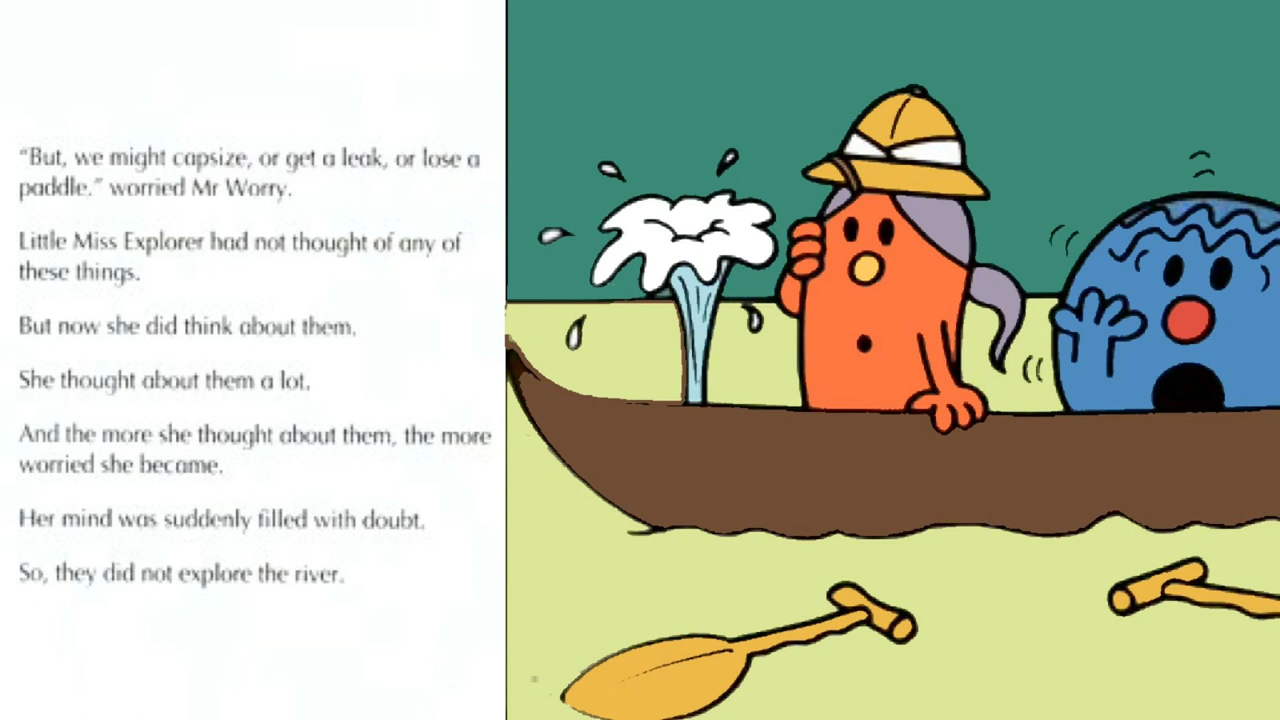 “But, we might capsize, or get a leak, or lose a
paddle.” worried Mr Worry.
Little Miss Explorer had not thought of any of
these things.
But now she did think about them.
She thought about them a lot.
And the more she thought about them, the more
worried she became.
Her mind was suddenly filled with doubt.
So, they did not explore the river.